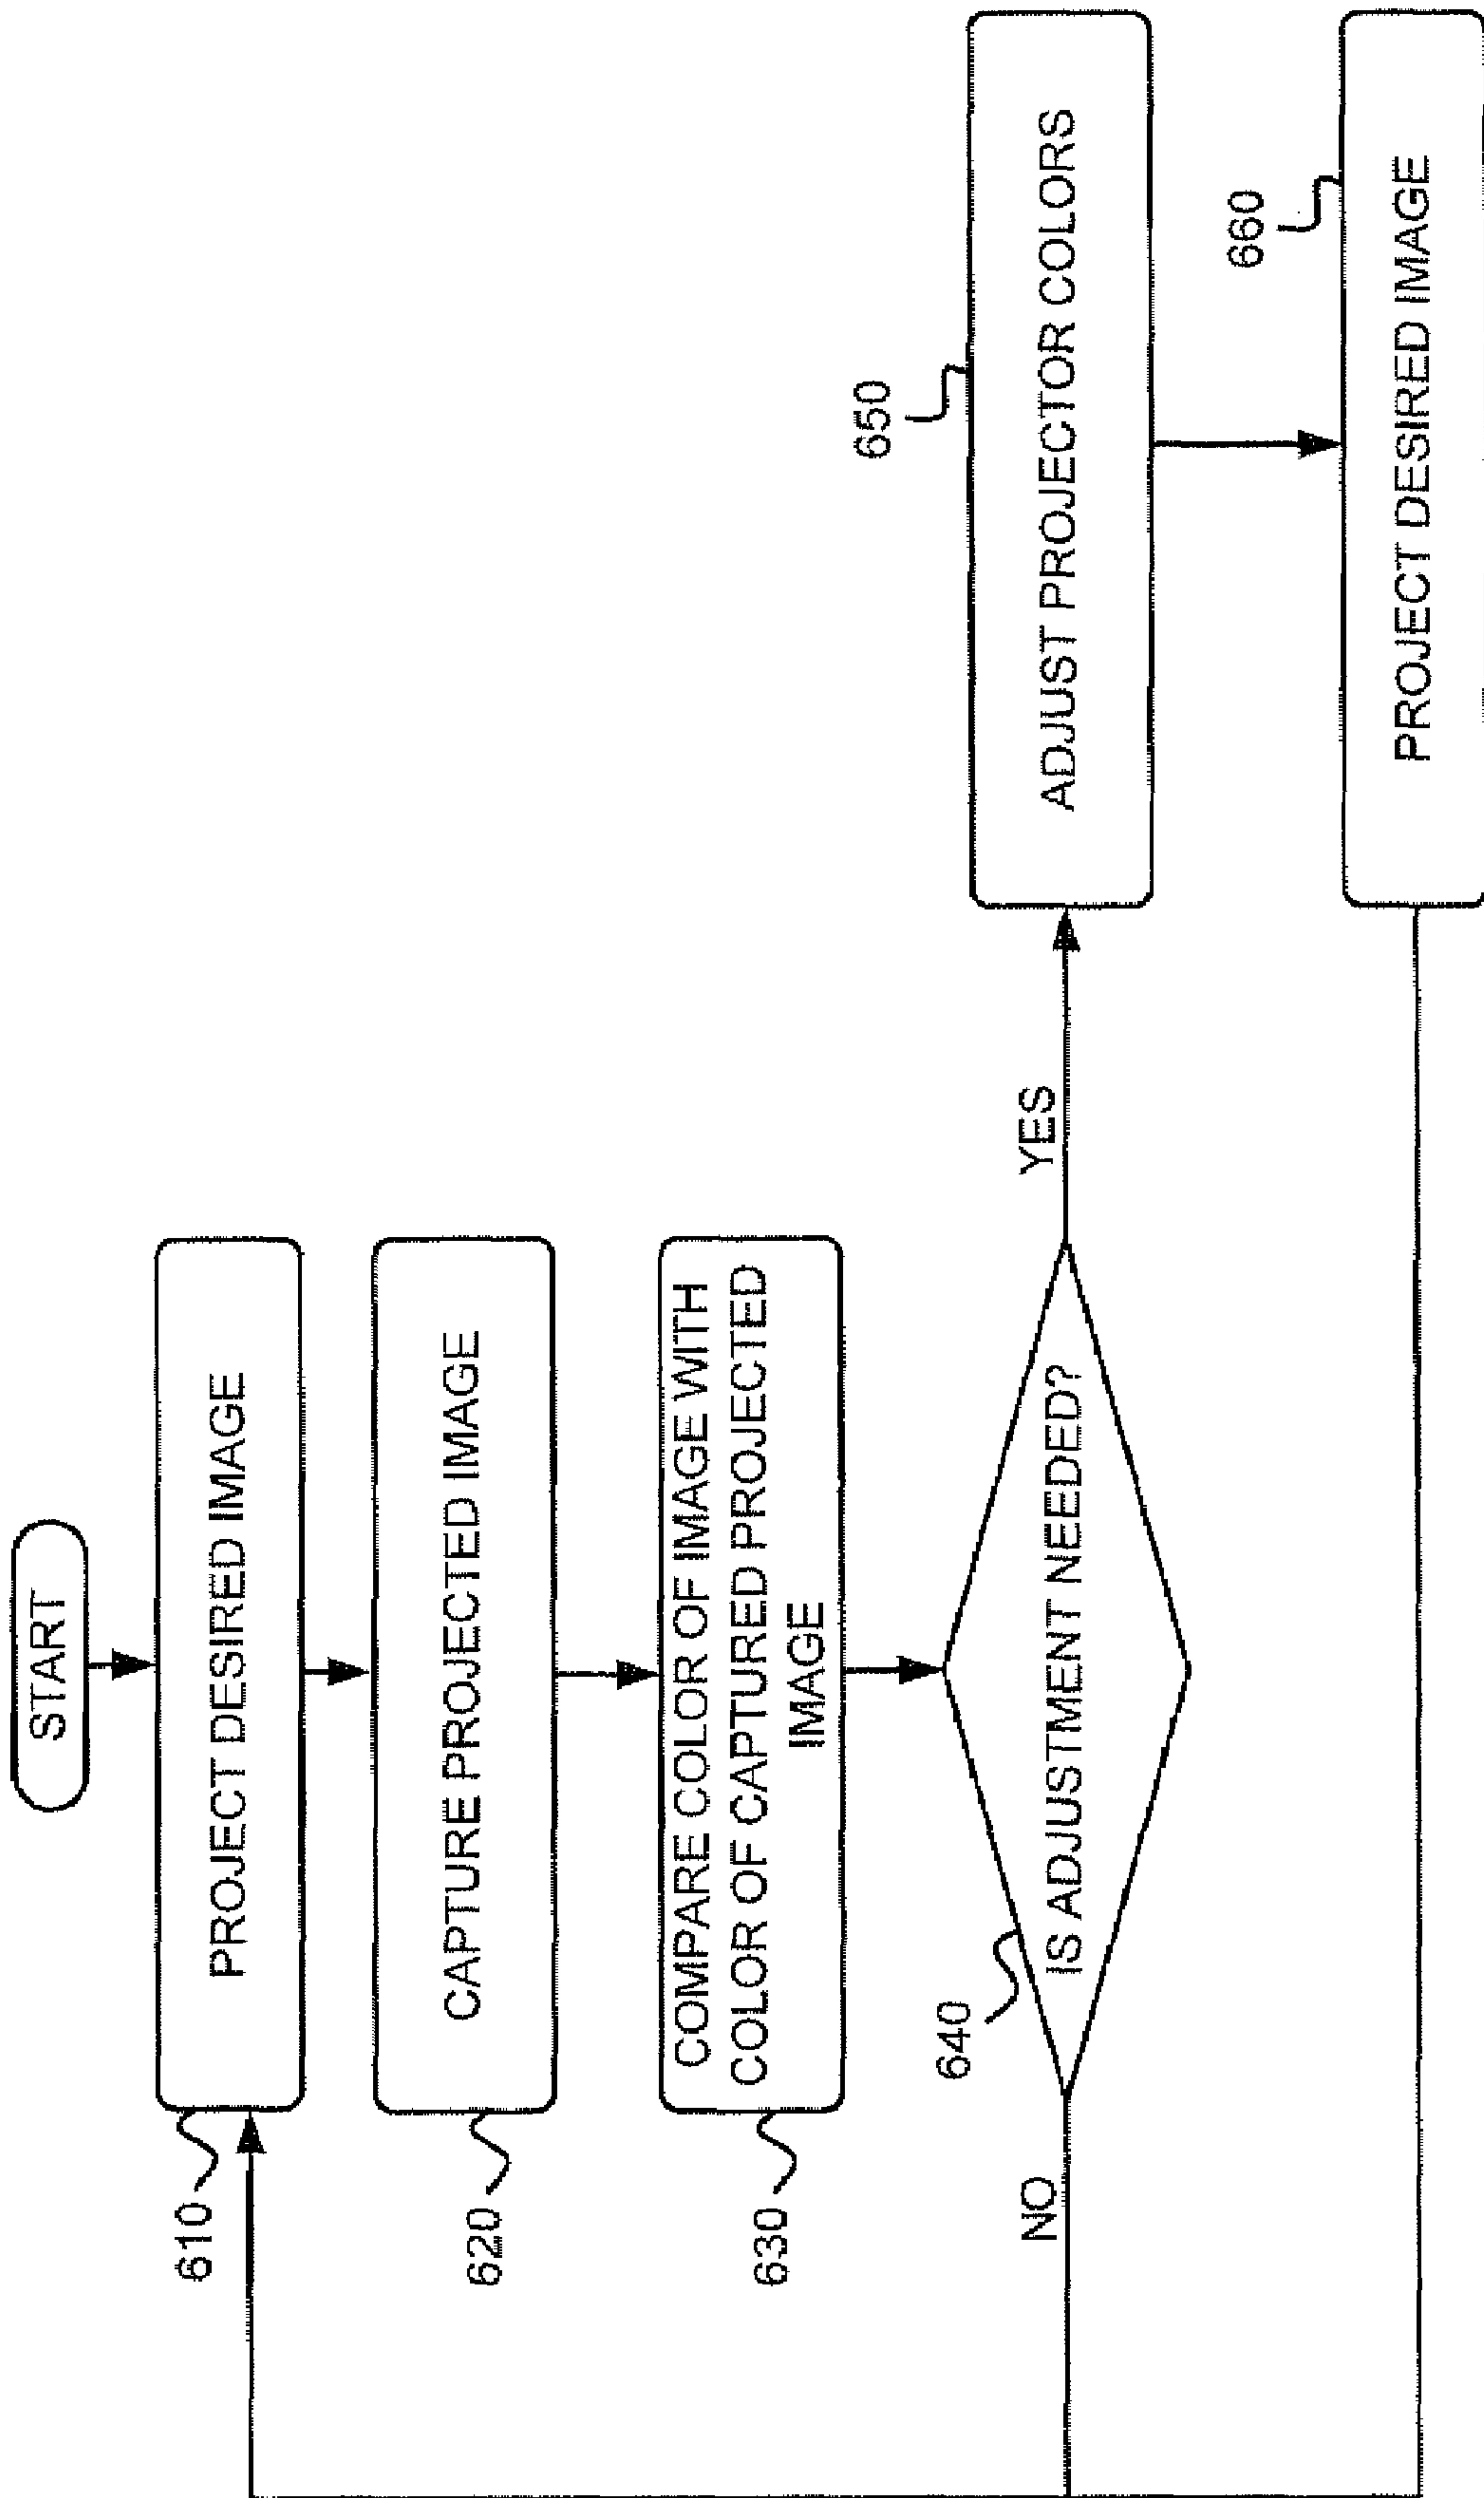 START
610
PROJECT DESIRED IMAGE
620
CAPTURE PROJECTED IMAGE
630
COMPARE COLOR OF IMAGE WITH
COLOR OF CAPTURED PROJECTED
IMAGE
640
IS ADJUSTMENT NEEDED?
NO
YES
650
ADJUST PROJECTOR COLORS
660
PROJECT DESIRED IMAGE